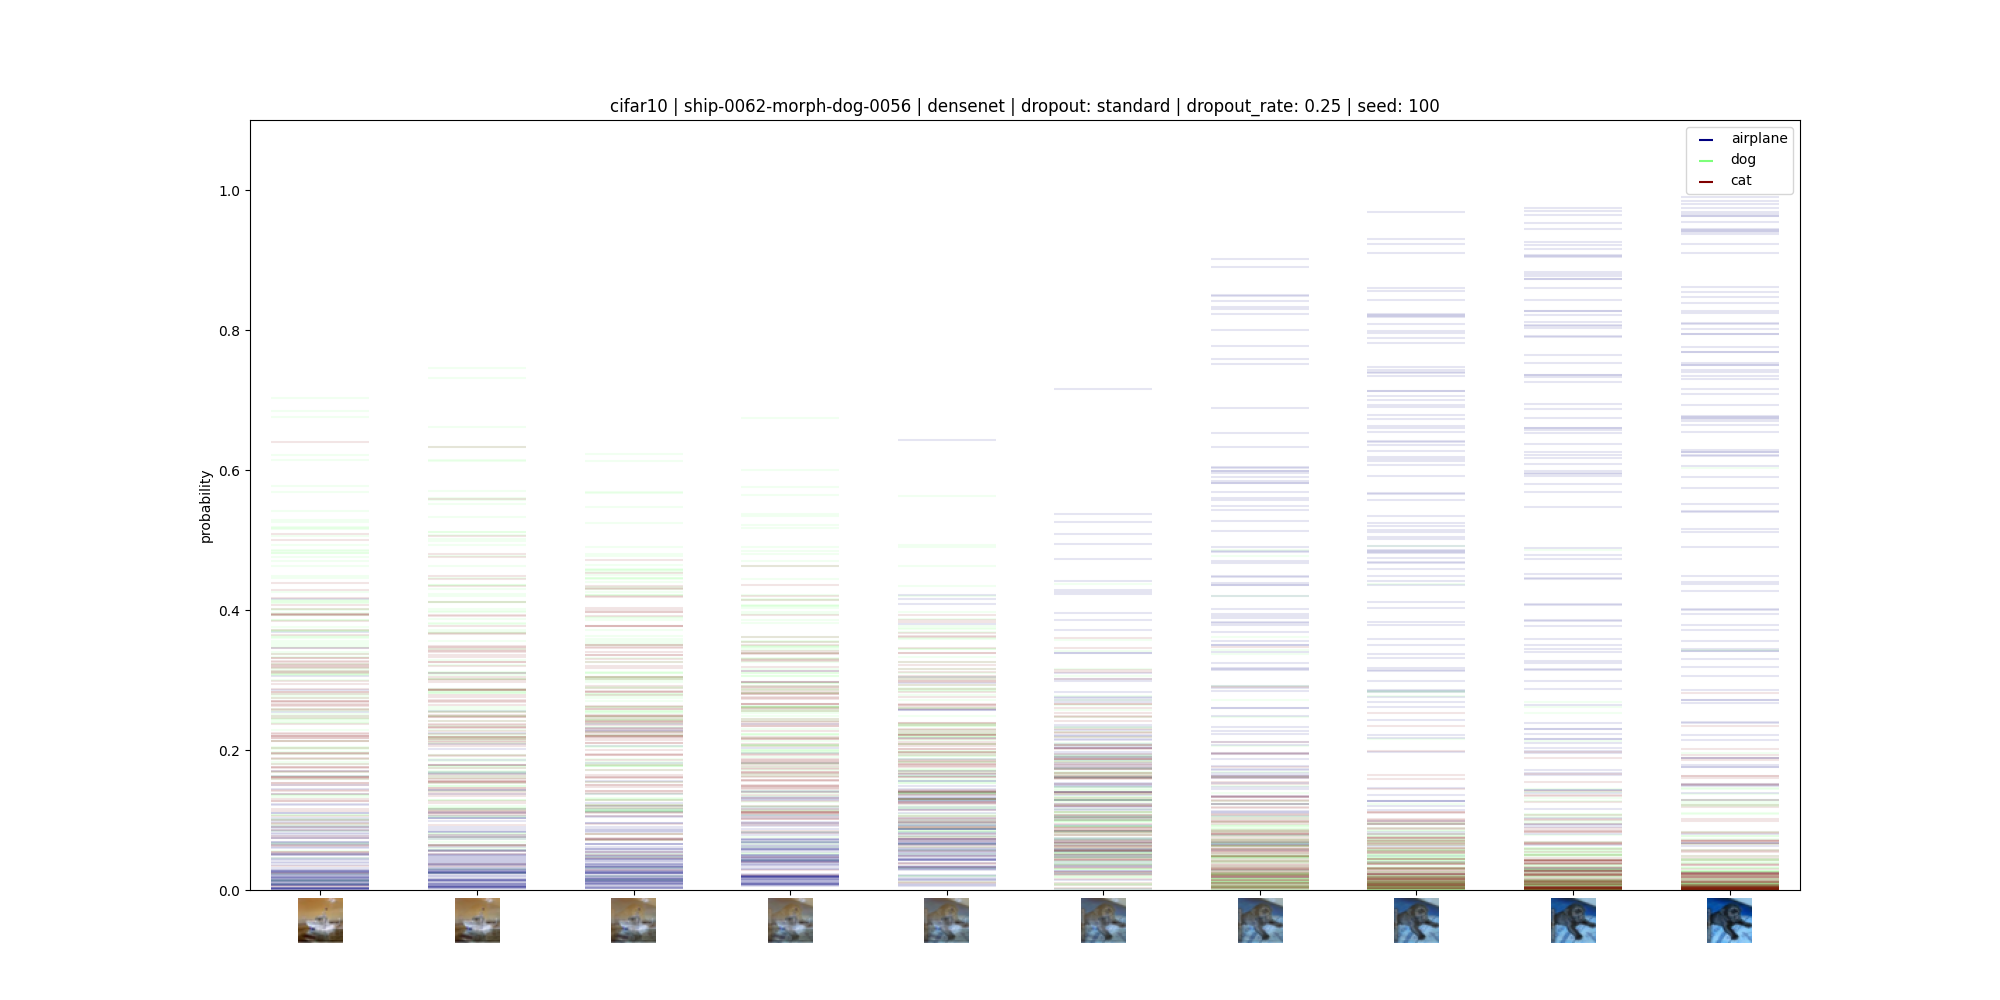 cifar10 | ship-0062-morph-dog-0056 | densenet | dropout: standard | dropout_rate: 0.25 | seed: 100
airplane
dog
cat
1.0
0.8
0.6
0.4
0.2
0.0
probability